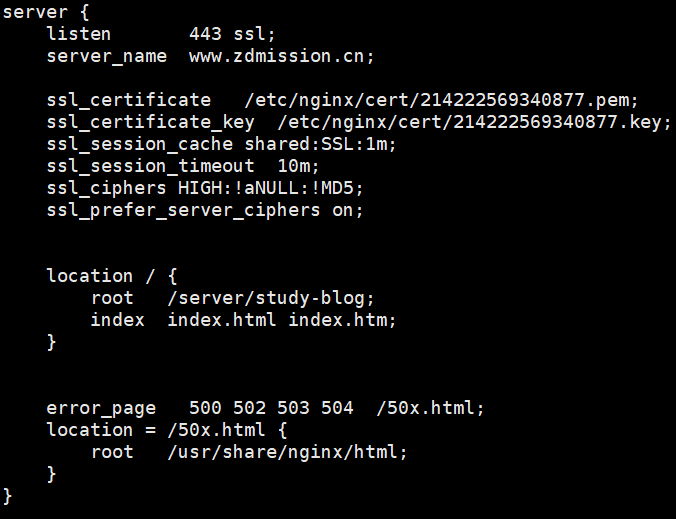 server {
    listen       443 ssl;
    server_name  www.zdmission.cn;

    ssl_certificate   /etc/nginx/cert/214222569340877.pem;
    ssl_certificate_key  /etc/nginx/cert/214222569340877.key;
    ssl_session_cache shared:SSL:1m;
    ssl_session_timeout  10m;
    ssl_ciphers HIGH:!aNULL:!MD5;
    ssl_prefer_server_ciphers on;


    location / {
        root   /server/study-blog;
        index  index.html index.htm;
    }


    error_page   500 502 503 504  /50x.html;
    location = /50x.html {
        root   /usr/share/nginx/html;
    }
}